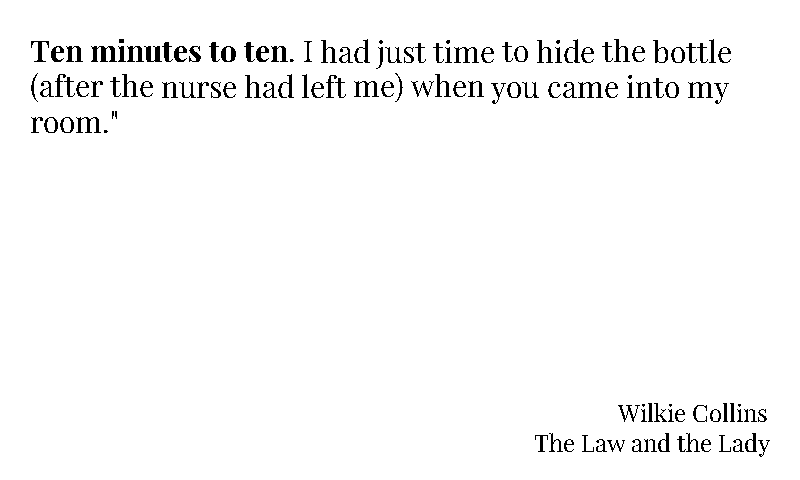 Ten minutes to ten. I had just time to hide the bottle
(after the nurse had left me) when you came into my
room."
Wilkie Collins
The Law and the Lady